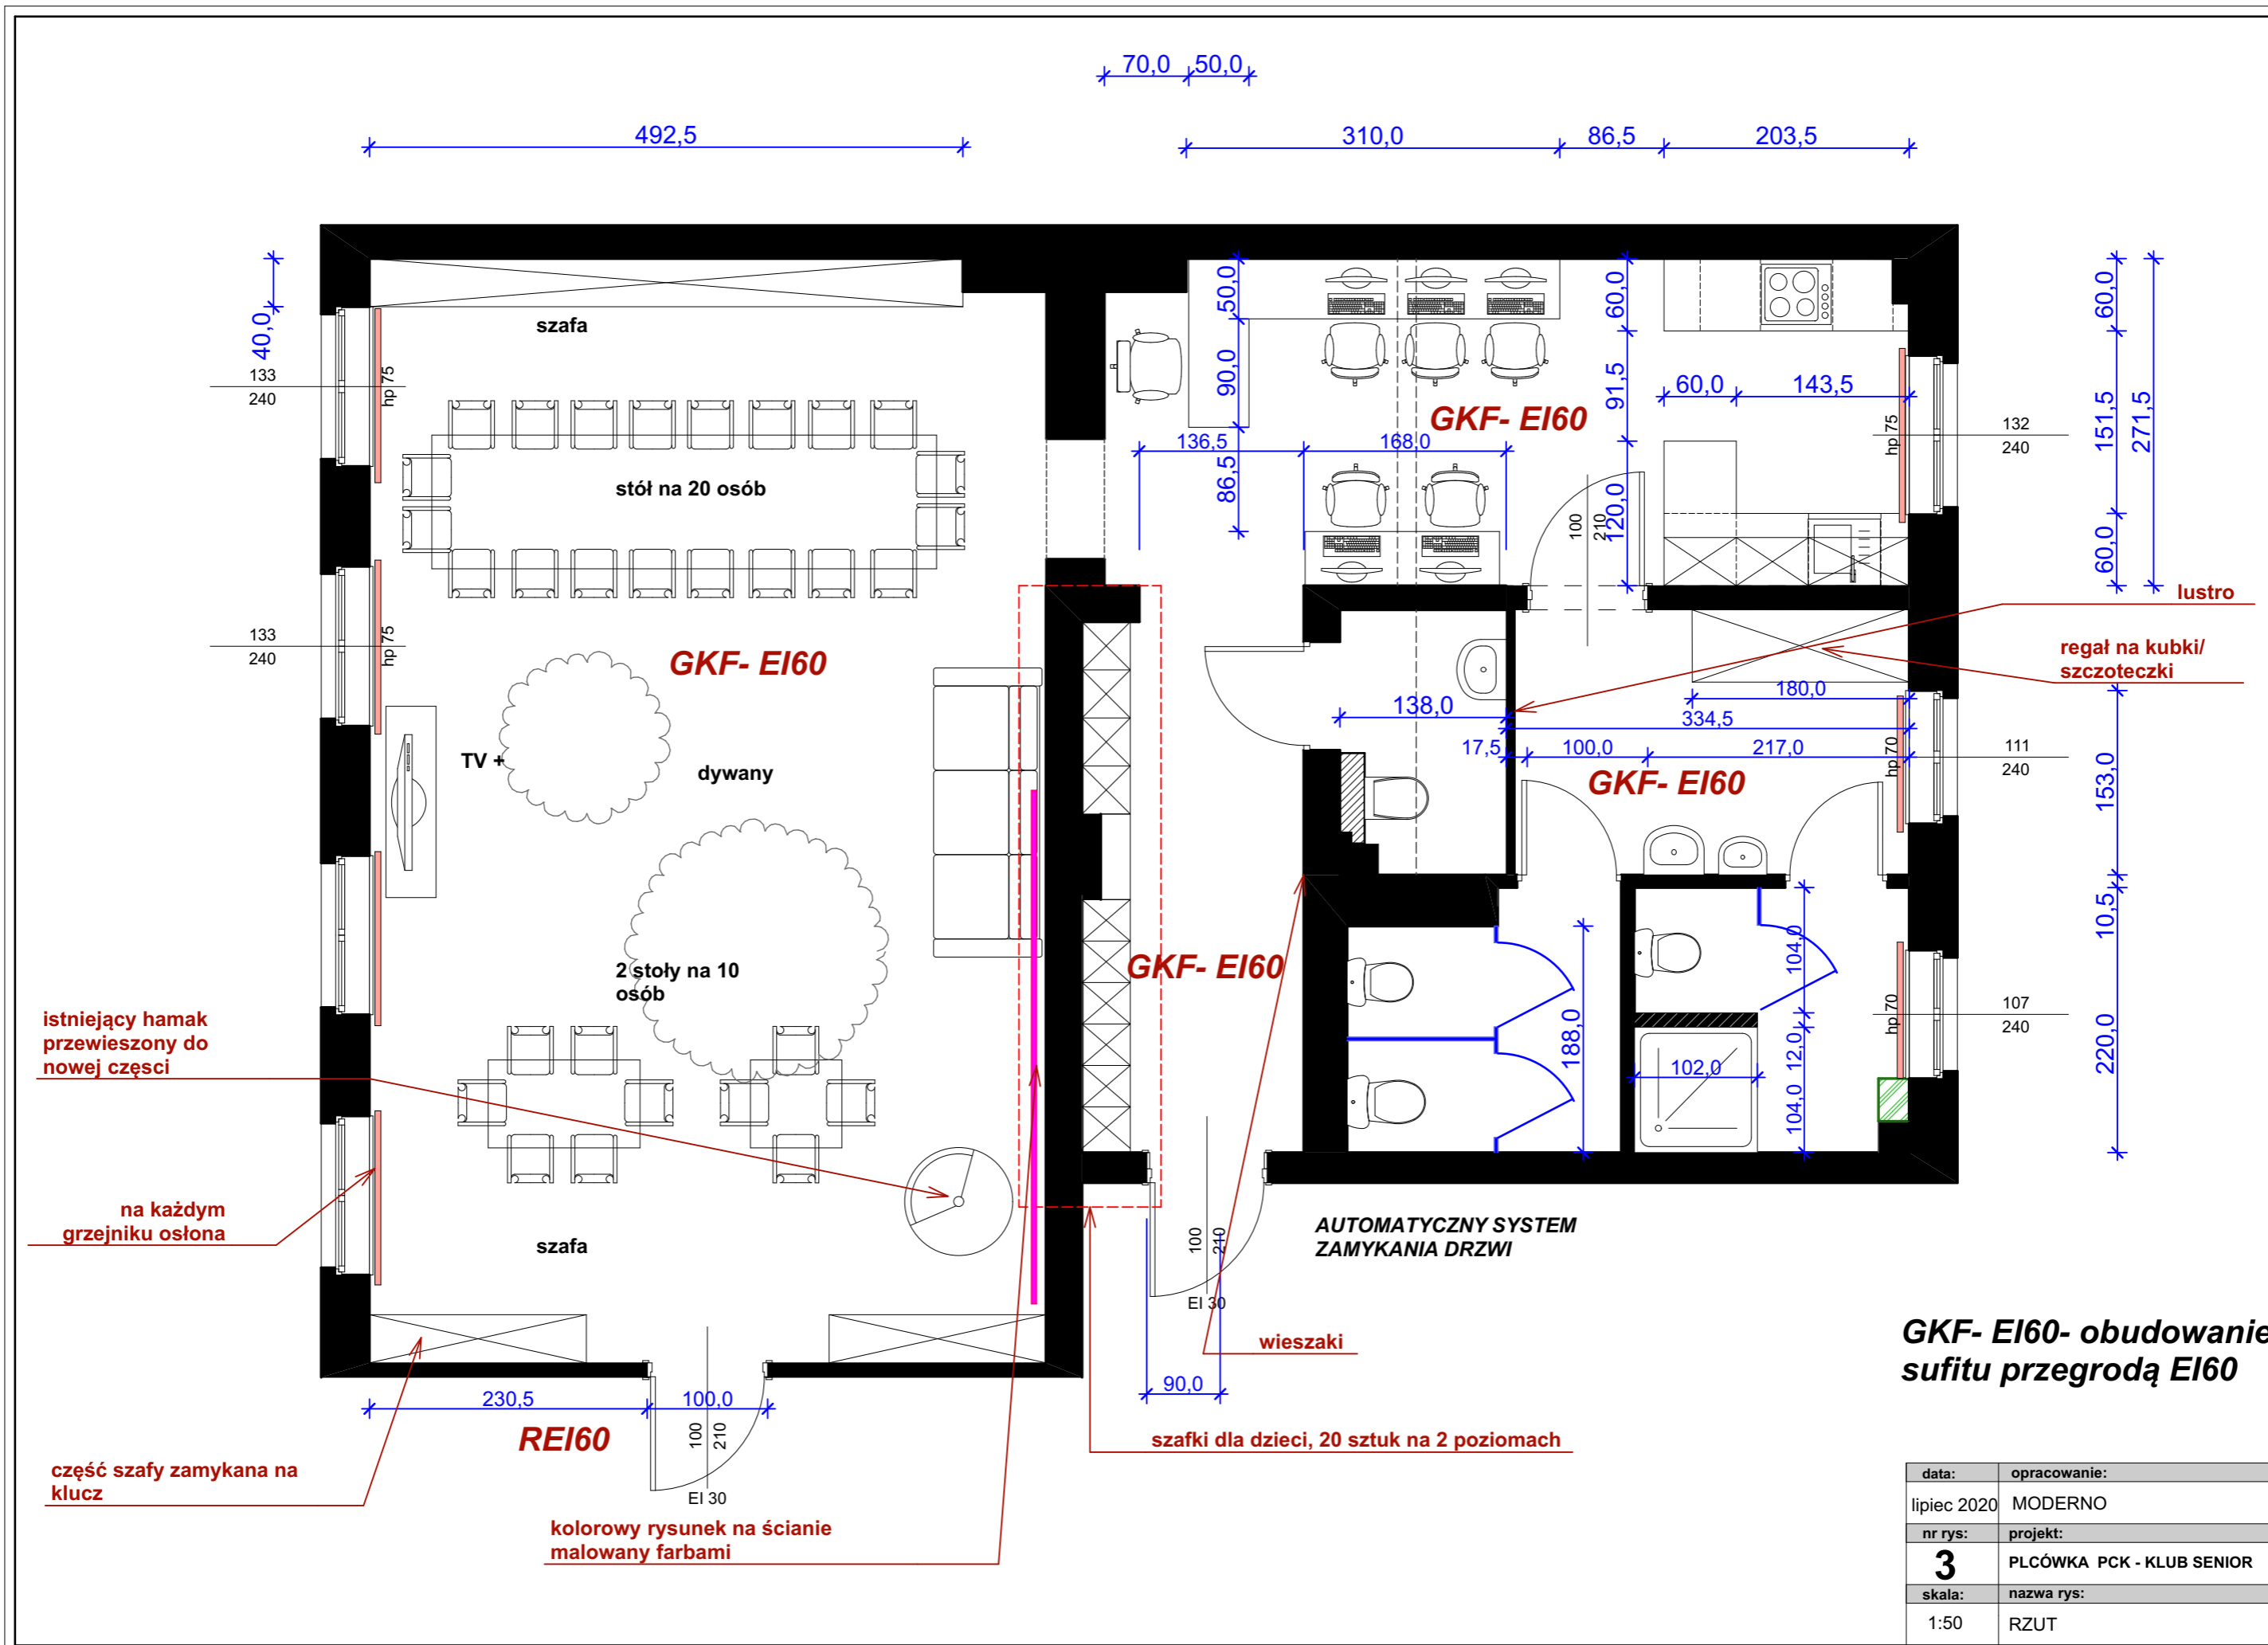 70,0 50,0
492,5 310,0 86,5 203,5
40,0
szafa
133
240
hp 75
50,0
90,0
86,5
60,0
91,5
120,0
60,0 143,5
60,0
151,5
271,5
60,0
GKF- EI60
136,5 168,0
hp 75
132
240
stół na 20 osób
100
210
lustro
133
240
hp 75
GKF- EI60
regał na kubki/
szczoteczki
180,0
138,0
334,5
17,5 100,0 217,0
TV +
dywany
hp 70
111
240
153,0
GKF- EI60
10,5
2 stoły na 10
osób
GKF- EI60
104,0
188,0
hp 70
107
240
istniejący hamak
przewieszony do
nowej częsci
12,0
102,0
104,0
220,0
na każdym
grzejniku osłona
szafa
100
210
EI 30
AUTOMATYCZNY SYSTEM
ZAMYKANIA DRZWI
wieszaki
GKF- EI60- obudowanie
sufitu przegrodą EI60
90,0
230,5 100,0
REI60
100
210
EI 30
szafki dla dzieci, 20 sztuk na 2 poziomach
część szafy zamykana na
klucz
kolorowy rysunek na ścianie
malowany farbami
data: opracowanie:
lipiec 2020 MODERNO
nr rys: projekt:
3 PLCÓWKA PCK - KLUB SENIOR
skala: nazwa rys:
1:50 RZUT